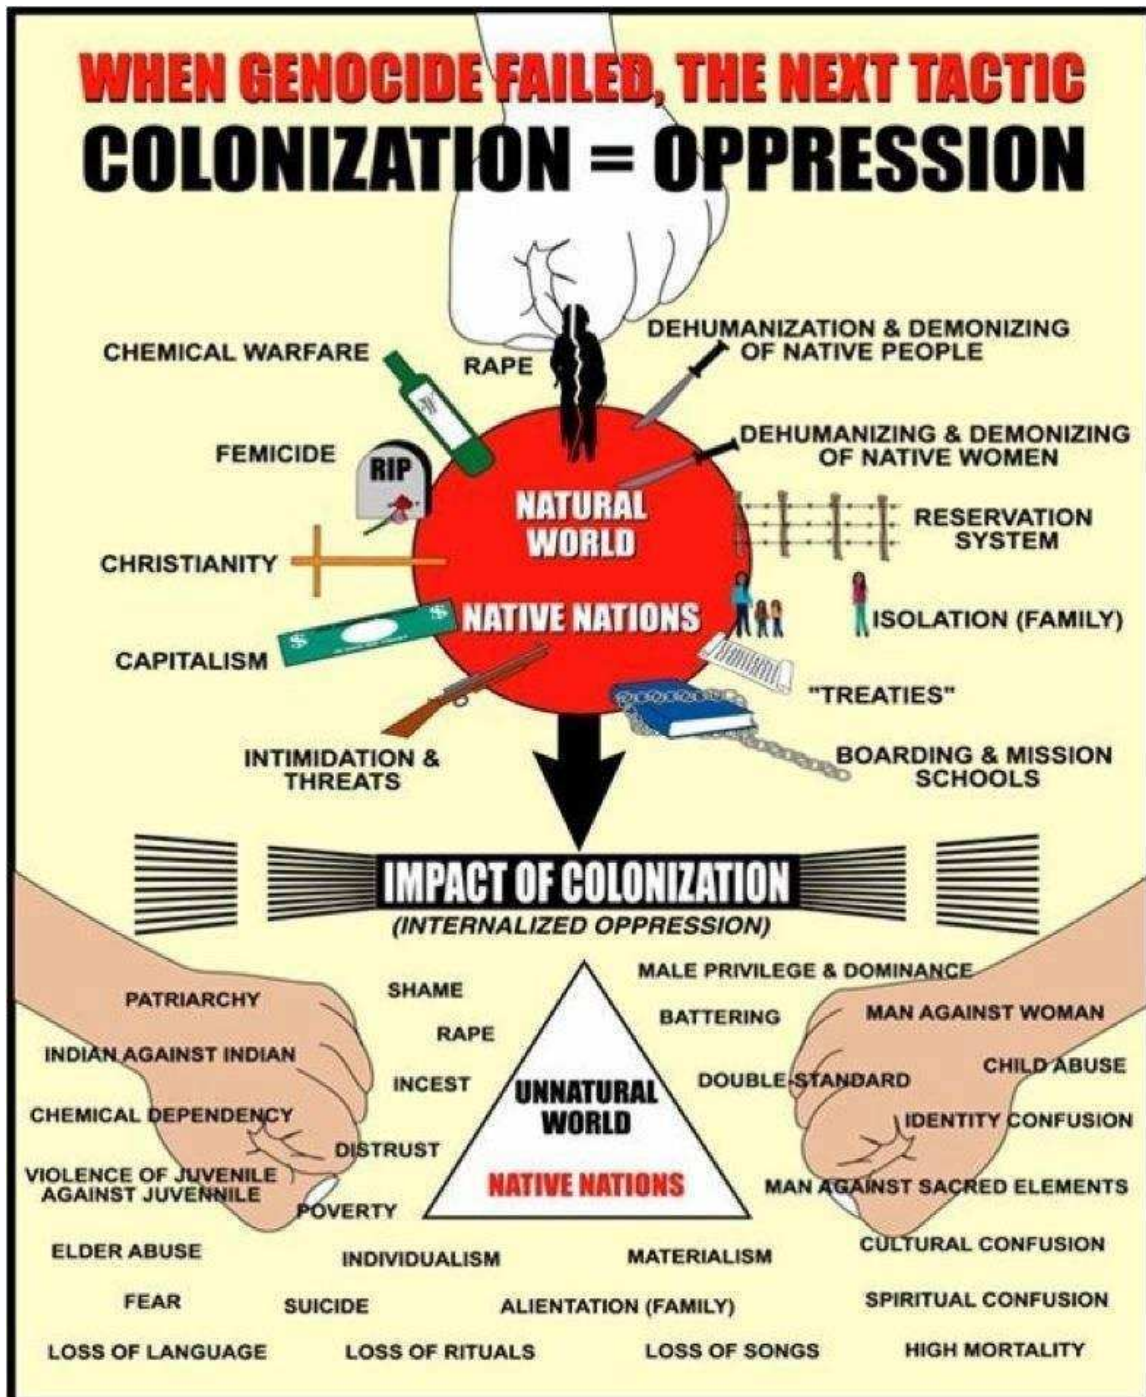 WHEN GENOCIDE FAILED, THE NEXT TACTIC
COLONIZATION = OPPRESSION
CHEMICAL WARFARE
RAPE
DEHUMANIZATION & DEMONIZING
OF NATIVE PEOPLE
FEMICIDE
RIP
DEHUMANIZING & DEMONIZING
OF NATIVE WOMEN
NATURAL
WORLD
NATIVE NATIONS
RESERVATION
SYSTEM
CHRISTIANITY
ISOLATION (FAMILY)
CAPITALISM
$ $
"TREATIES"
INTIMIDATION &
THREATS
BOARDING & MISSION
SCHOOLS
IMPACT OF COLONIZATION
(INTERNALIZED OPPRESSION)
PATRIARCHY
SHAME
MALE PRIVILEGE & DOMINANCE
RAPE
BATTERING
MAN AGAINST WOMAN
INDIAN AGAINST INDIAN
INCEST
DOUBLE-STANDARD
CHILD ABUSE
UNNATURAL
WORLD
NATIVE NATIONS
CHEMICAL DEPENDENCY
IDENTITY CONFUSION
DISTRUST
VIOLENCE OF JUVENILE
AGAINST JUVENNILE
MAN AGAINST SACRED ELEMENTS
POVERTY
ELDER ABUSE
INDIVIDUALISM
MATERIALISM
CULTURAL CONFUSION
FEAR
SUICIDE
ALIENTATION (FAMILY)
SPIRITUAL CONFUSION
LOSS OF LANGUAGE
LOSS OF RITUALS
LOSS OF SONGS
HIGH MORTALITY